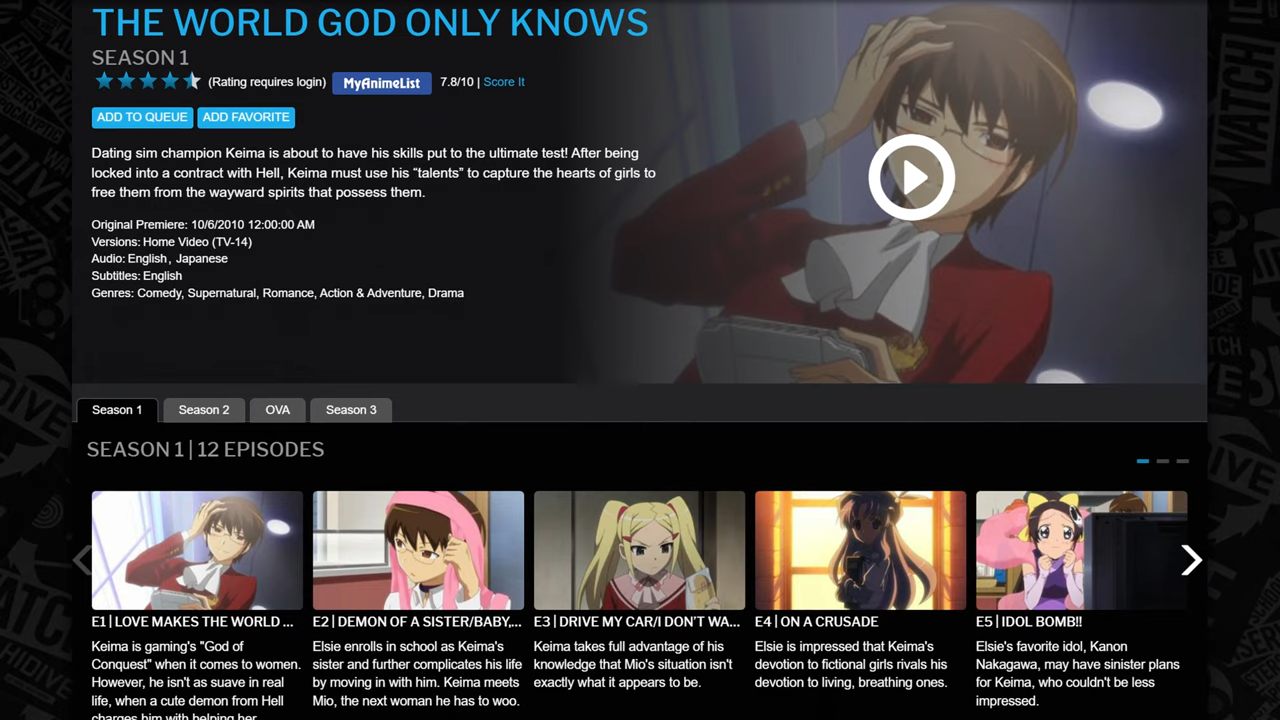 THE WORLD GOD ONLY KNOWS
SEASON 1
(Rating requires login) MyAnimeList 7.8/10 | Score It
ADD TO QUEUE ADD FAVORITE
Dating sim champion Keima is about to have his skills put to the ultimate test! After being
locked into a contract with Hell, Keima must use his “talents” to capture the hearts of girls to
free them from the wayward spirits that possess them.
Original Premiere: 10/6/2010 12:00:00 AM
Versions: Home Video (TV-14)
Audio: English, Japanese
Subtitles: English
Genres: Comedy, Supernatural, Romance, Action & Adventure, Drama
Season 1 Season 2 OVA Season 3
SEASON 1 | 12 EPISODES
E1 | LOVE MAKES THE WORLD ...
Keima is gaming's "God of
Conquest" when it comes to women.
However, he isn't as suave in real
life, when a cute demon from Hell
charges him with helping her
E2 | DEMON OF A SISTER/BABY,...
Elsie enrolls in school as Keima's
sister and further complicates his life
by moving in with him. Keima meets
Mio, the next woman he has to woo.
E3 | DRIVE MY CAR/I DON'T WA...
Keima takes full advantage of his
knowledge that Mio's situation isn't
exactly what it appears to be.
E4 | ON A CRUSADE
Elsie is impressed that Keima's
devotion to fictional girls rivals his
devotion to living, breathing ones.
E5 | IDOL BOMB!!
Elsie's favorite idol, Kanon
Nakagawa, may have sinister plans
for Keima, who couldn't be less
impressed.
WATCH
HIDIVE